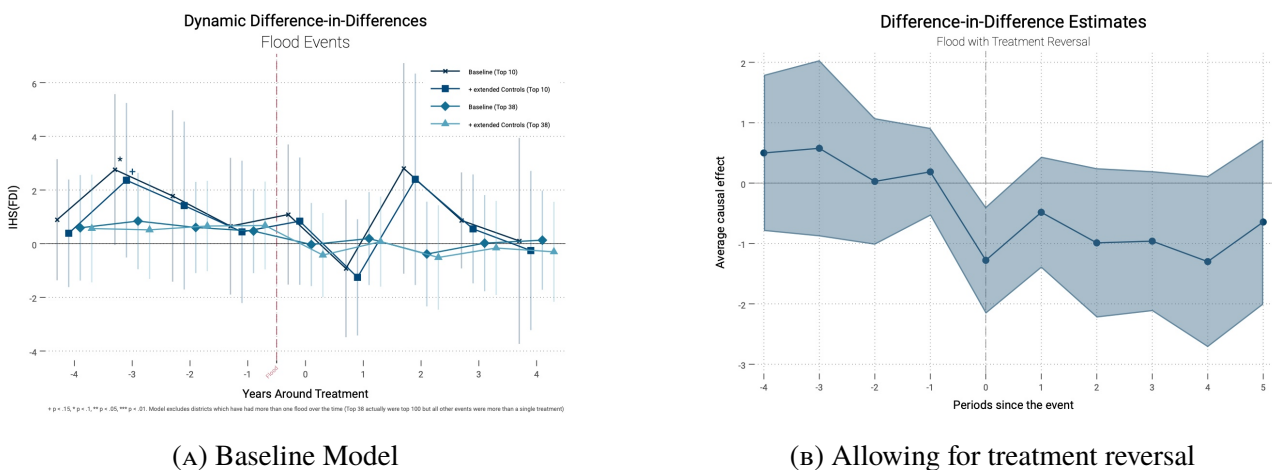 Dynamic Difference-in-Differences
Flood Events
IHS(FDI)
6
4
2
0
-2
-4
Baseline (Top 10)
+ extended Controls (Top 10)
Baseline (Top 38)
+ extended Controls (Top 38)
*
+
Flood
-4 -3 -2 -1 0 1 2 3 4
Years Around Treatment
+ p < .15, * p < .1, ** p < .05, *** p < .01. Model excludes districts which have had more than one flood over the time (Top 38 actually were top 100 but all other events were more than a single treatment)
(A) Baseline Model
Difference-in-Difference Estimates
Flood with Treatment Reversal
Average causal effect
2
1
0
-1
-2
-3
-4 -3 -2 -1 0 1 2 3 4 5
Periods since the event
(B) Allowing for treatment reversal